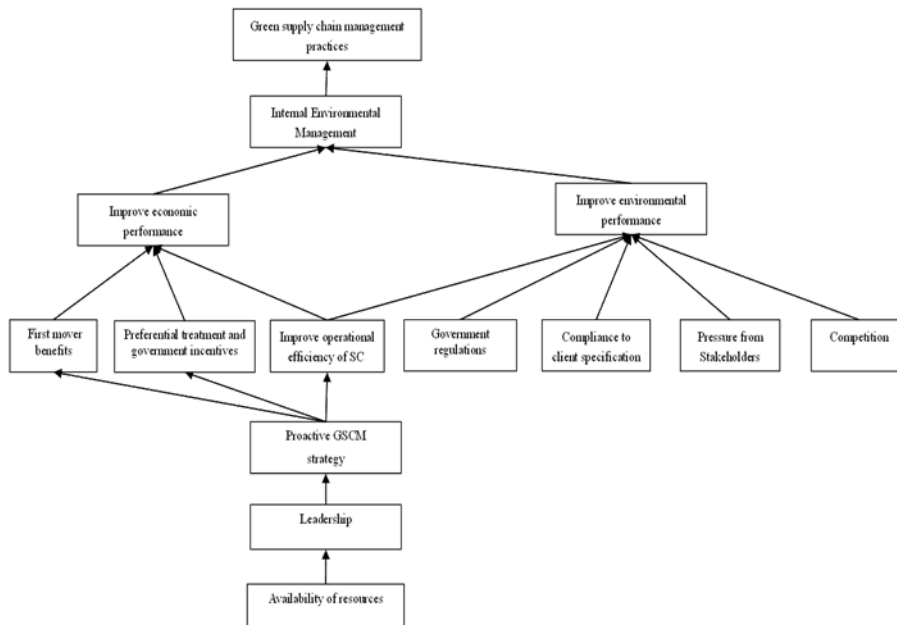 Green supply chain management
practices
Internal Environmental
Management
Improve economic
performance
Improve environmental
performance
First mover
benefits
Preferential treatment and
government incentives
Improve operational
efficiency of SC
Government
regulations
Compliance to
client specification
Pressure from
Stakeholders
Competition
Proactive GSCM
strategy
Leadership
Availability of resources